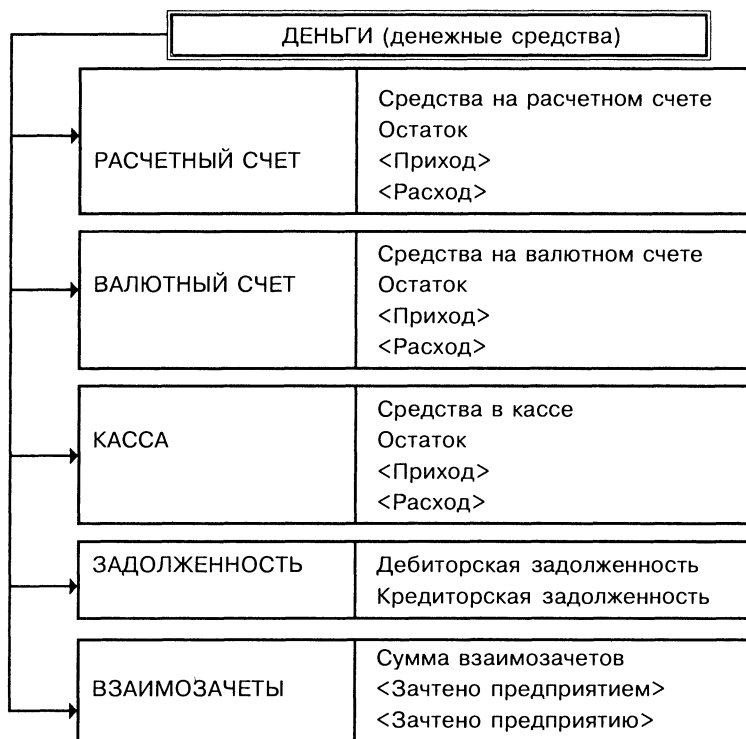 ДЕНЬГИ (денежные средства)
РАСЧЕТНЫЙ СЧЕТ
Средства на расчетном счете
Остаток
<Приход>
<Расход>
ВАЛЮТНЫЙ СЧЕТ
Средства на валютном счете
Остаток
<Приход>
<Расход>
КАССА
Средства в кассе
Остаток
<Приход>
<Расход>
ЗАДОЛЖЕННОСТЬ
Дебиторская задолженность
Кредиторская задолженность
ВЗАИМОЗАЧЕТЫ
Сумма взаимозачетов
<Зачтено предприятием>
<Зачтено предприятию>